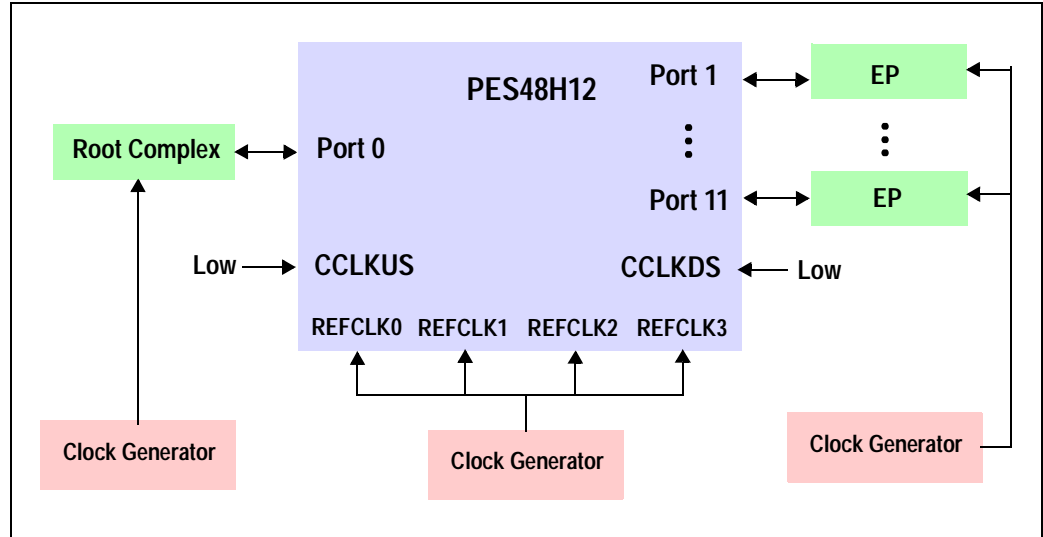 PES48H12
Port 1
EP
Root Complex
Port 0
Port 11
EP
Low
CCLKUS
CCLKDS
Low
REFCLK0
REFCLK1
REFCLK2
REFCLK3
Clock Generator
Clock Generator
Clock Generator